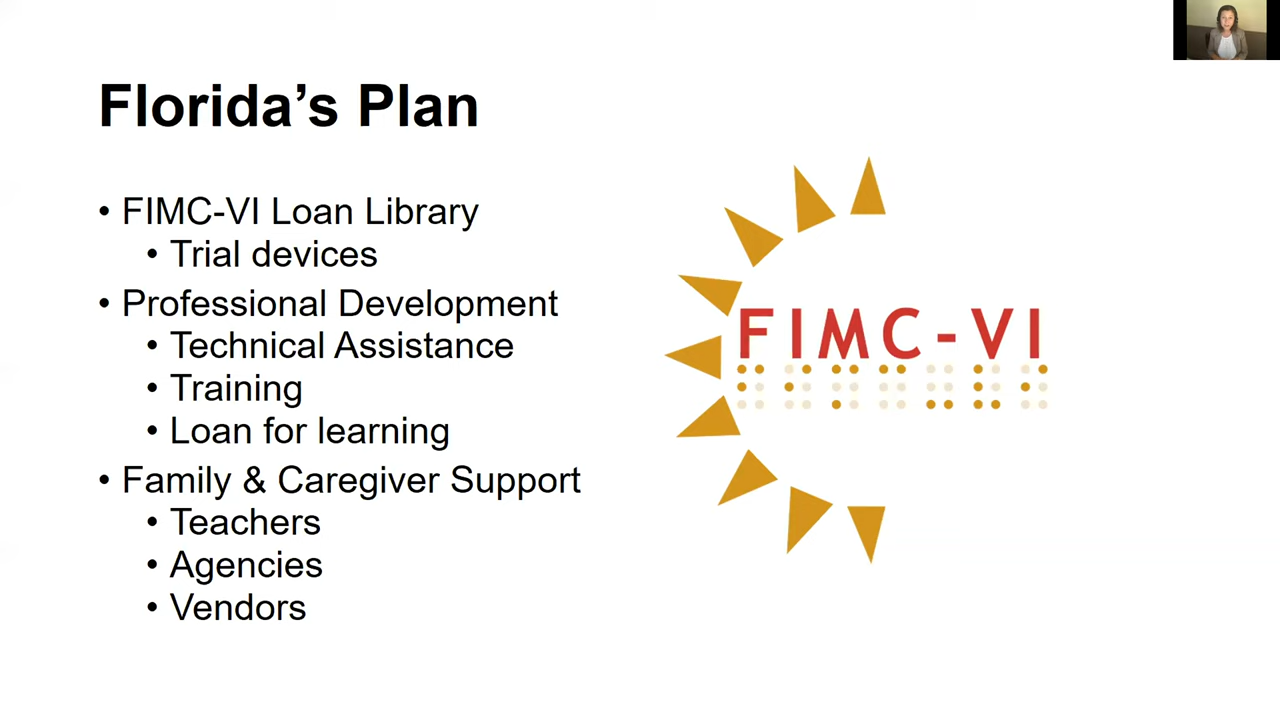 Florida’s Plan
• FIMC-VI Loan Library
• Trial devices
• Professional Development
• Technical Assistance
• Training
• Loan for learning
• Family & Caregiver Support
• Teachers
• Agencies
• Vendors
FIMC-VI